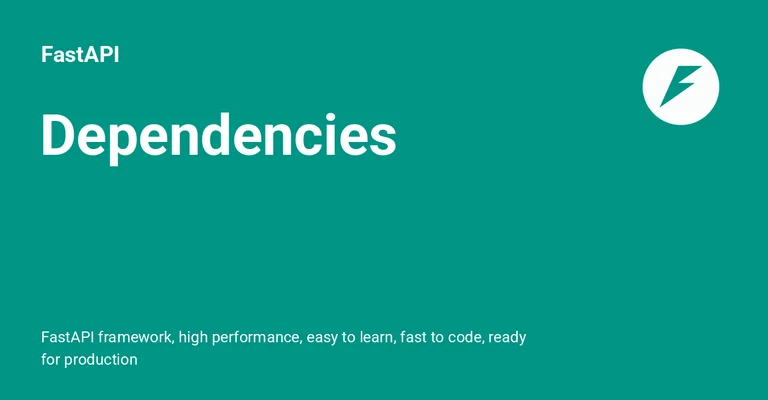 FastAPI
Dependencies
FastAPI framework, high performance, easy to learn, fast to code, ready
for production